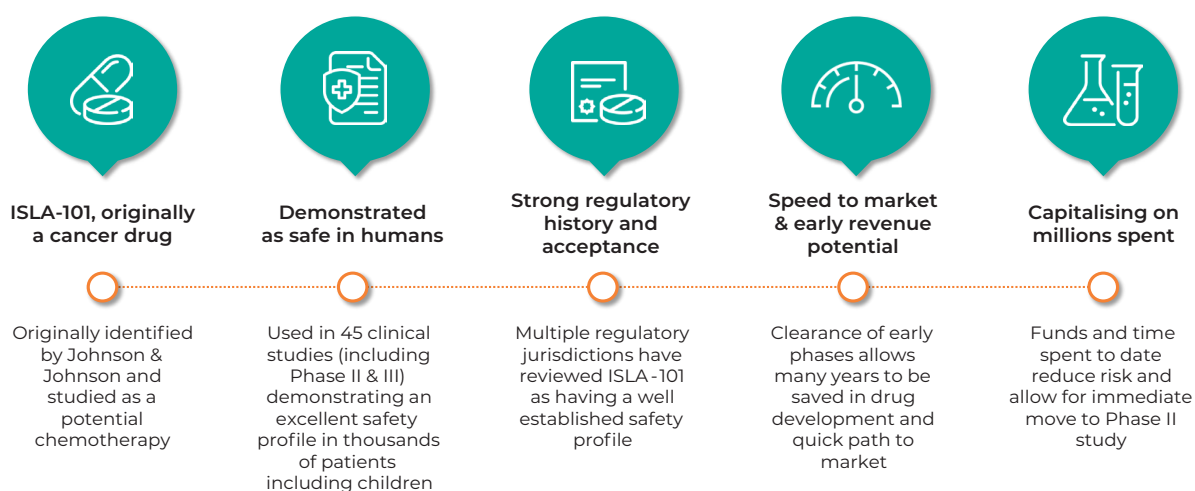 ISLA-101, originally
a cancer drug
Demonstrated
as safe in humans
Strong regulatory
history and
acceptance
Speed to market
& early revenue
potential
Capitalising on
millions spent
Originally identified
by Johnson &
Johnson and
studied as a
potential
chemotherapy
Used in 45 clinical
studies (including
Phase II & III)
demonstrating an
excellent safety
profile in thousands
of patients
including children
Multiple regulatory
jurisdictions have
reviewed ISLA-101
as having a well
established safety
profile
Clearance of early
phases allows
many years to be
saved in drug
development and
quick path to
market
Funds and time
spent to date
reduce risk and
allow for immediate
move to Phase II
study